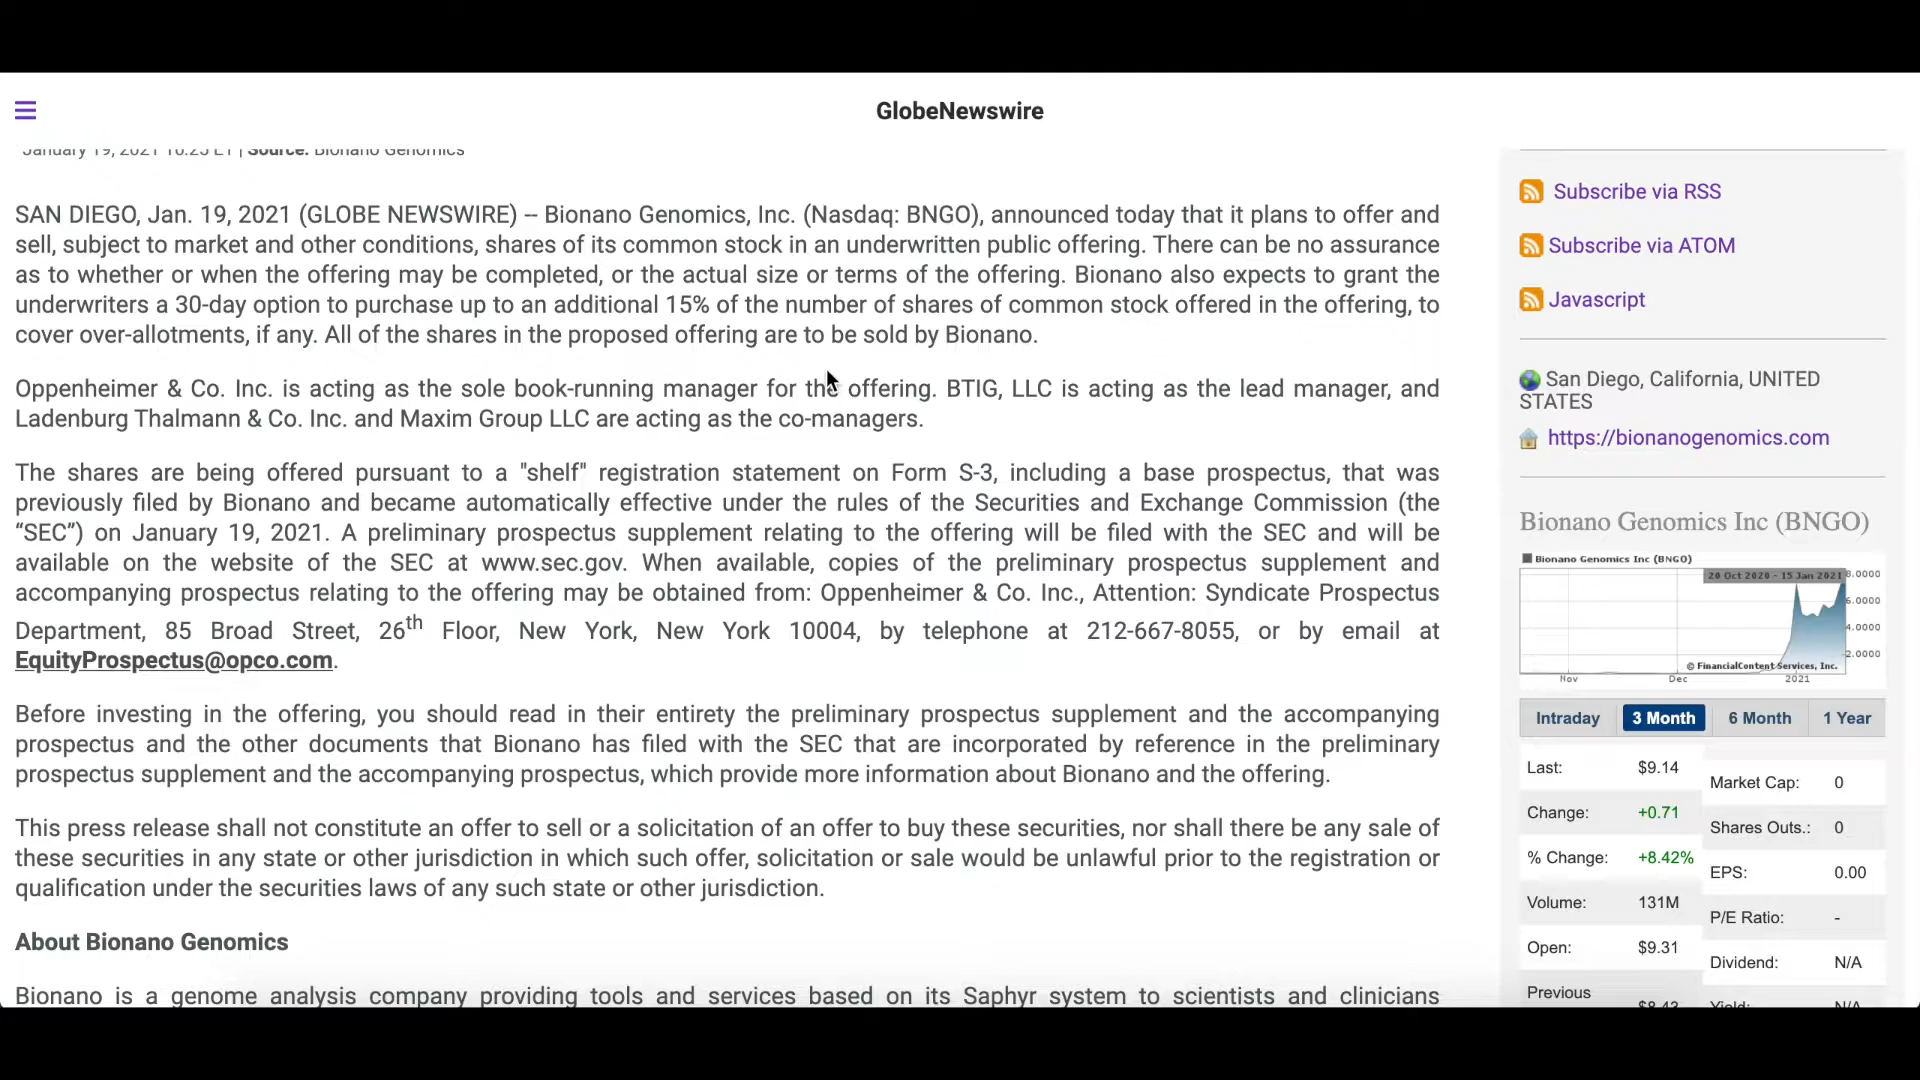 GlobeNewswire
January 19, 2021 16:25 ET | Source: Bionano Genomics
SAN DIEGO, Jan. 19, 2021 (GLOBE NEWSWIRE) -- Bionano Genomics, Inc. (Nasdaq: BNGO), announced today that it plans to offer and
sell, subject to market and other conditions, shares of its common stock in an underwritten public offering. There can be no assurance
as to whether or when the offering may be completed, or the actual size or terms of the offering. Bionano also expects to grant the
underwriters a 30-day option to purchase up to an additional 15% of the number of shares of common stock offered in the offering, to
cover over-allotments, if any. All of the shares in the proposed offering are to be sold by Bionano.
Oppenheimer & Co. Inc. is acting as the sole book-running manager for the offering. BTIG, LLC is acting as the lead manager, and
Ladenburg Thalmann & Co. Inc. and Maxim Group LLC are acting as the co-managers.
The shares are being offered pursuant to a "shelf" registration statement on Form S-3, including a base prospectus, that was
previously filed by Bionano and became automatically effective under the rules of the Securities and Exchange Commission (the
“SEC”) on January 19, 2021. A preliminary prospectus supplement relating to the offering will be filed with the SEC and will be
available on the website of the SEC at www.sec.gov. When available, copies of the preliminary prospectus supplement and
accompanying prospectus relating to the offering may be obtained from: Oppenheimer & Co. Inc., Attention: Syndicate Prospectus
Department, 85 Broad Street, 26th Floor, New York, New York 10004, by telephone at 212-667-8055, or by email at
EquityProspectus@opco.com.
Before investing in the offering, you should read in their entirety the preliminary prospectus supplement and the accompanying
prospectus and the other documents that Bionano has filed with the SEC that are incorporated by reference in the preliminary
prospectus supplement and the accompanying prospectus, which provide more information about Bionano and the offering.
This press release shall not constitute an offer to sell or a solicitation of an offer to buy these securities, nor shall there be any sale of
these securities in any state or other jurisdiction in which such offer, solicitation or sale would be unlawful prior to the registration or
qualification under the securities laws of any such state or other jurisdiction.
About Bionano Genomics
Bionano is a genome analysis company providing tools and services based on its Saphyr system to scientists and clinicians
Subscribe via RSS
Subscribe via ATOM
Javascript
San Diego, California, UNITED
STATES
https://bionanogenomics.com
Bionano Genomics Inc (BNGO)
Bionano Genomics Inc (BNGO)
20 Oct 2020 - 15 Jan 2021
8.0000
6.0000
4.0000
2.0000
© FinancialContent Services, Inc.
Nov Dec 2021
Intraday 3 Month 6 Month 1 Year
Last: $9.14
Change: +0.71
% Change: +8.42%
Volume: 131M
Open: $9.31
Previous $8.43
Market Cap: 0
Shares Outs.: 0
EPS: 0.00
P/E Ratio: -
Dividend: N/A
Yield: N/A